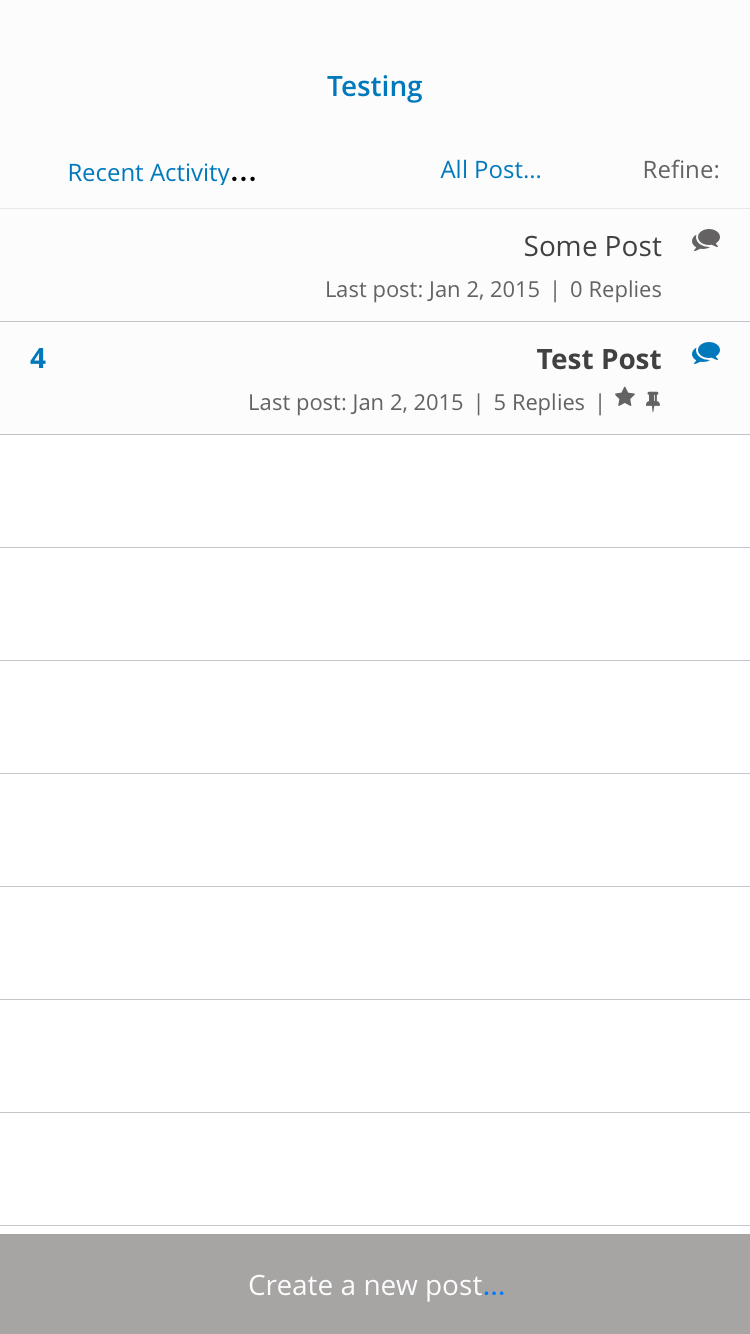 Testing
Recent Activity...
All Post...
Refine:
Some Post
Last post: Jan 2, 2015 | 0 Replies
4
Test Post
Last post: Jan 2, 2015 | 5 Replies |
Create a new post...